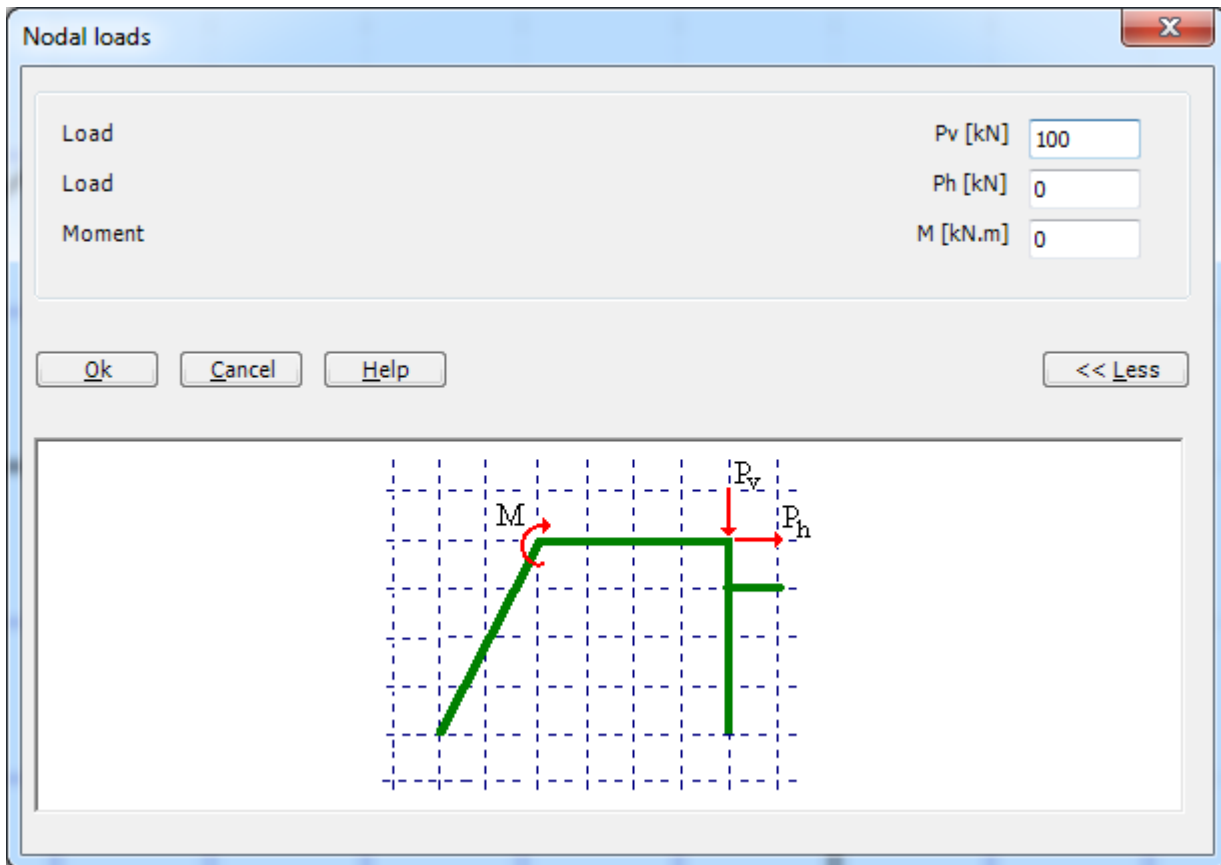 Nodal loads
Load Pv [kN] 100
Load Ph [kN] 0
Moment M [kN.m] 0
Ok Cancel Help << Less
Pv
M Ph